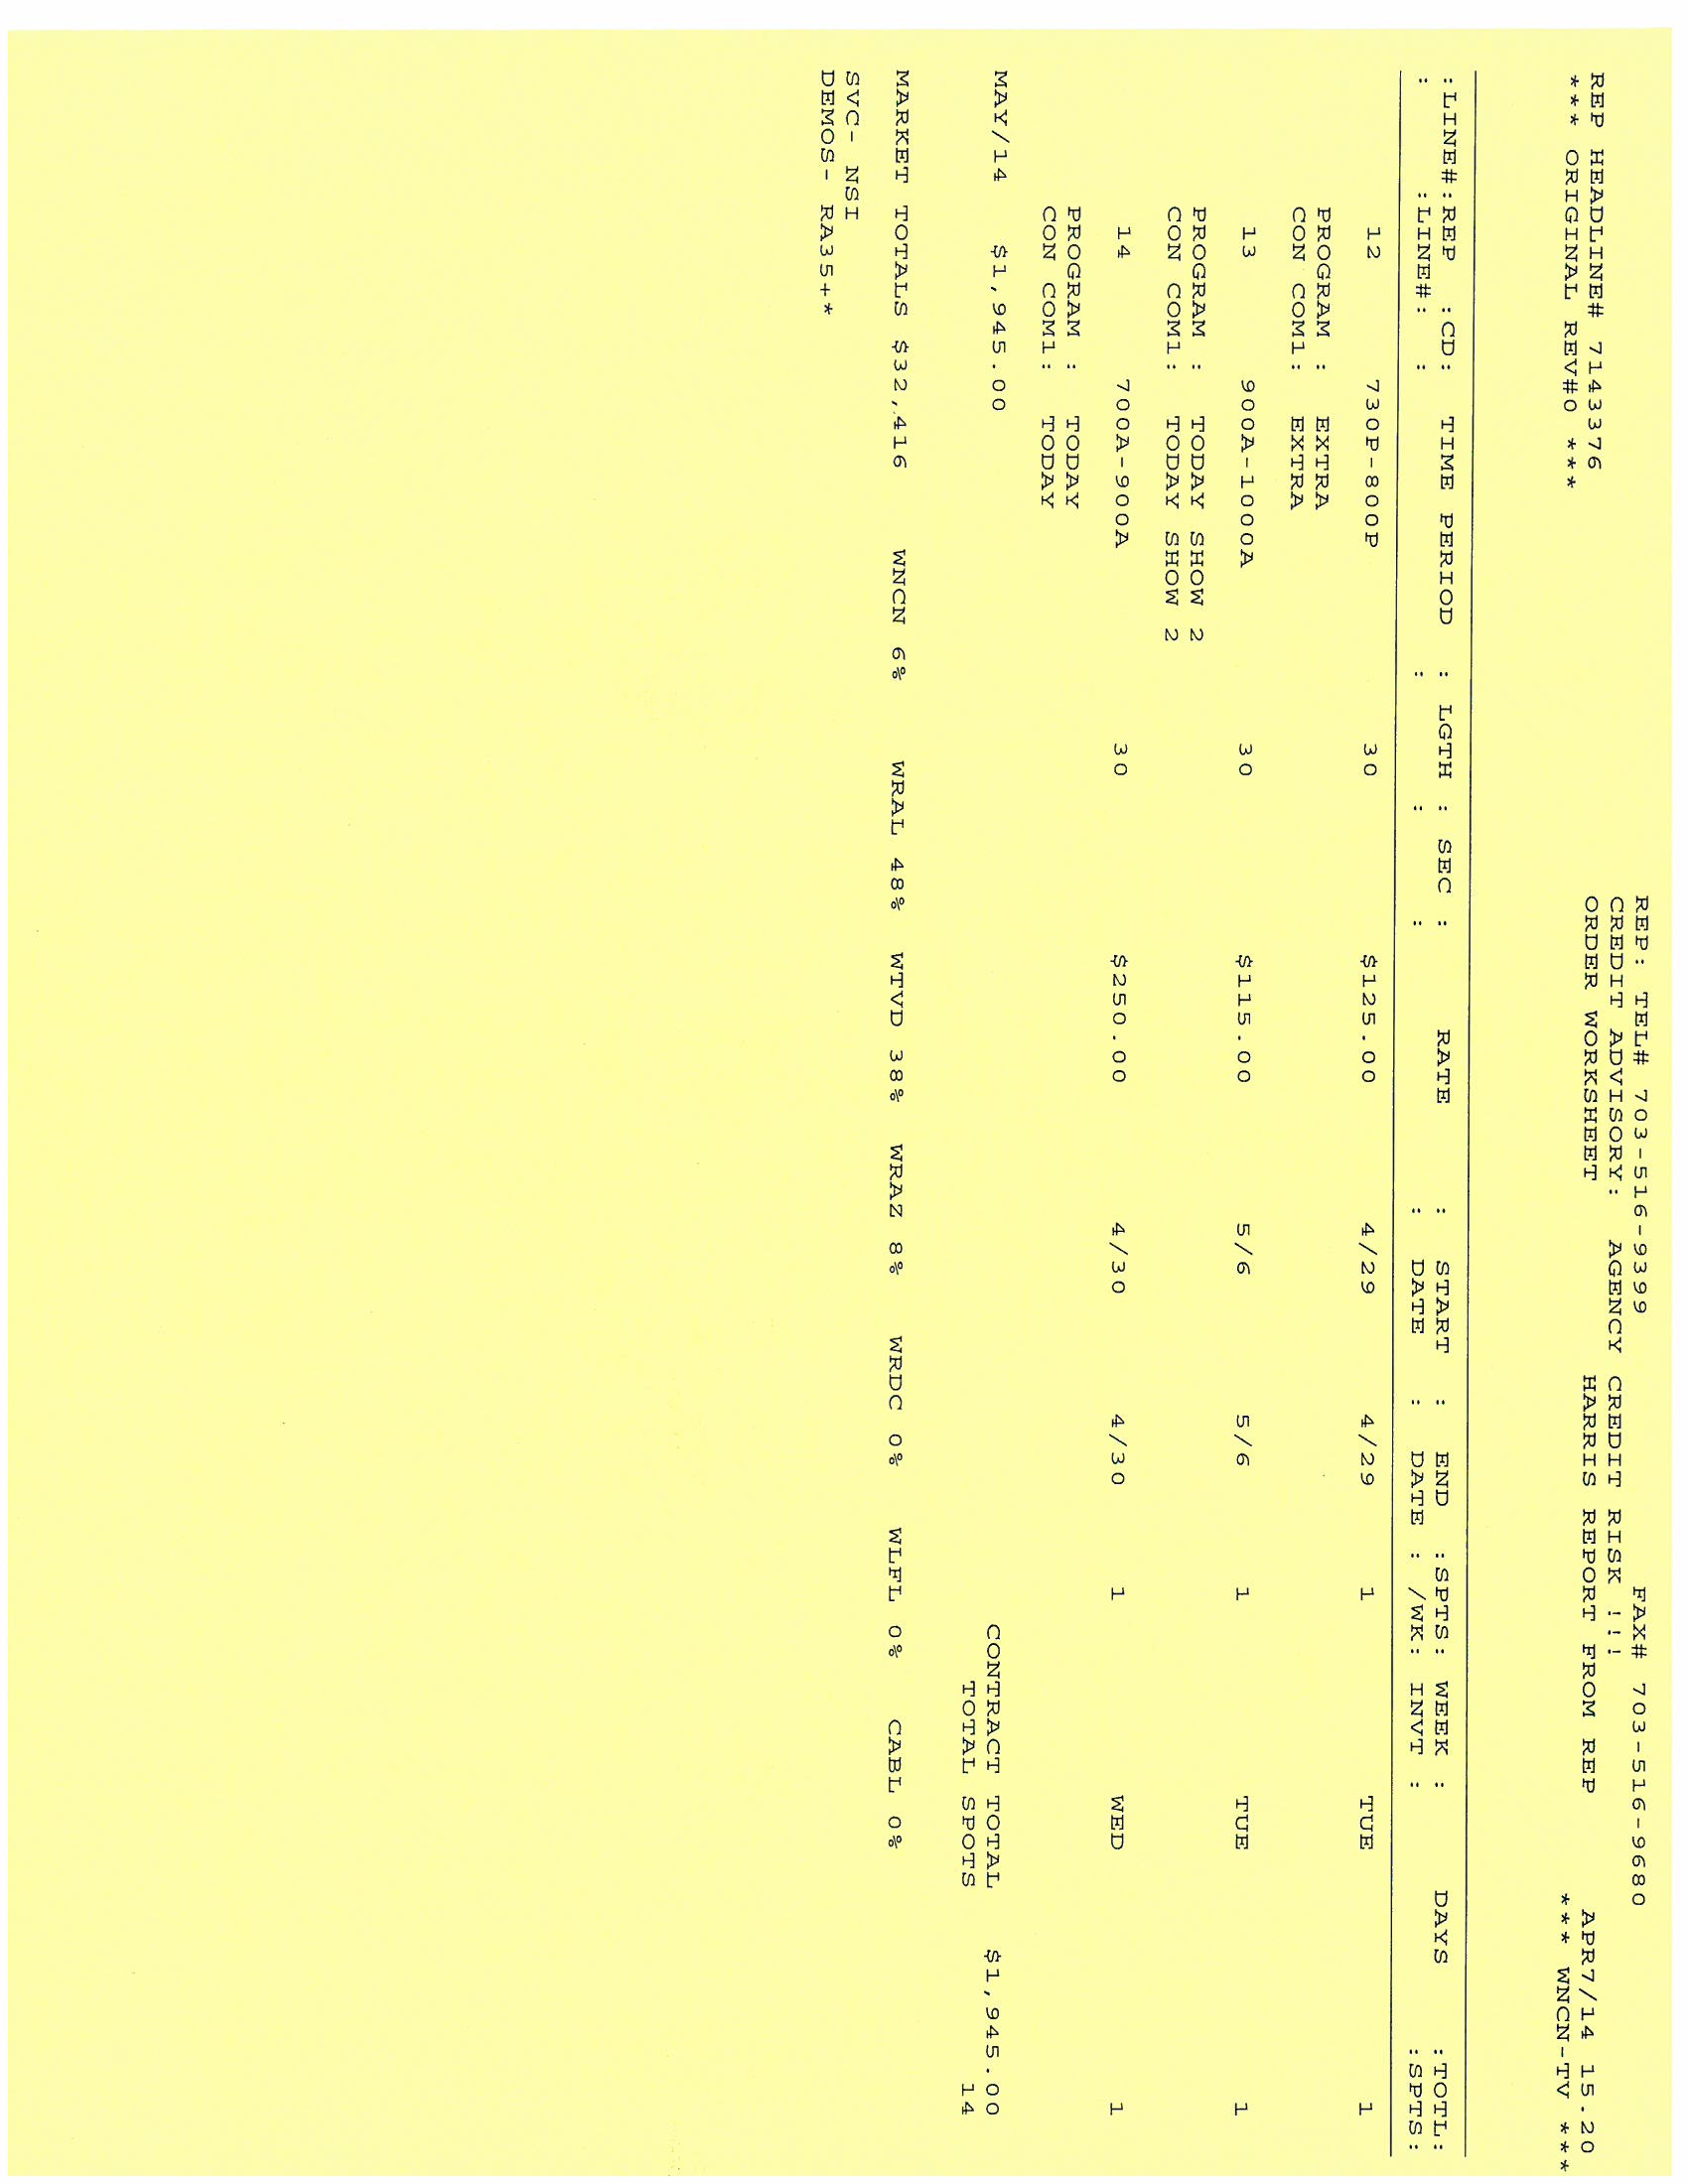 REP: TEL# 703-516-9399 FAX# 703-516-9680
CREDIT ADVISORY: AGENCY CREDIT RISK !!!
REP HEADLINE# 7143376 ORDER WORKSHEET HARRIS REPORT FROM REP APR7/14 15.20
*** ORIGINAL REV#0 *** *** WNCN-TV ***
:LINE#:REP :CD: TIME PERIOD : LGTH : SEC : RATE : START : END :SPTS: WEEK : DAYS :TOTL:
: :LINE#: : : : : : DATE : DATE : /WK: INVT : :SPTS:
12 730P-800P 30 $125.00 4/29 4/29 1 TUE 1
PROGRAM : EXTRA
CON COM1: EXTRA
13 900A-1000A 30 $115.00 5/6 5/6 1 TUE 1
PROGRAM : TODAY SHOW 2
CON COM1: TODAY SHOW 2
14 700A-900A 30 $250.00 4/30 4/30 1 WED 1
PROGRAM : TODAY
CON COM1: TODAY
MAY/14 $1,945.00 CONTRACT TOTAL $1,945.00
TOTAL SPOTS 14
MARKET TOTALS $32,416 WNCN 6% WRAL 48% WTVD 38% WRAZ 8% WRDC 0% WLFL 0% CABL 0%
SVC- NSI
DEMOS- RA35+*